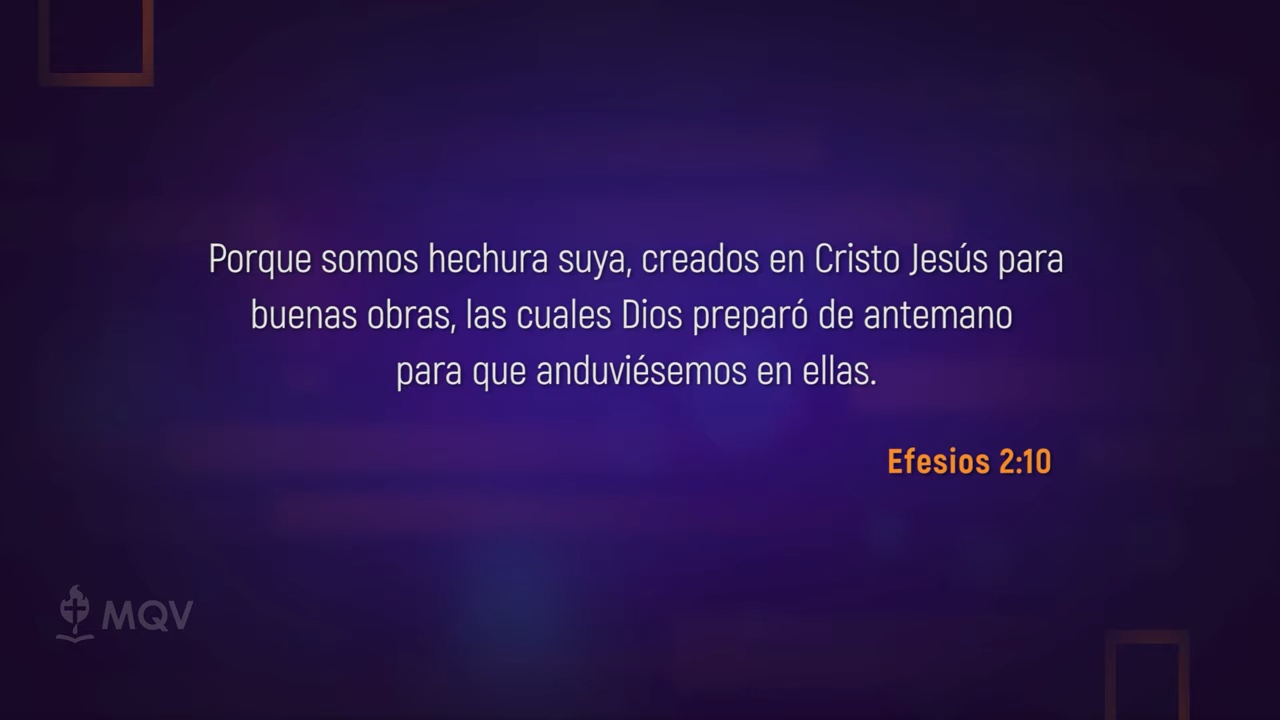 Porque somos hechura suya, creados en Cristo Jesús para
buenas obras, las cuales Dios preparó de antemano
para que anduviésemos en ellas.
Efesios 2:10
MQV